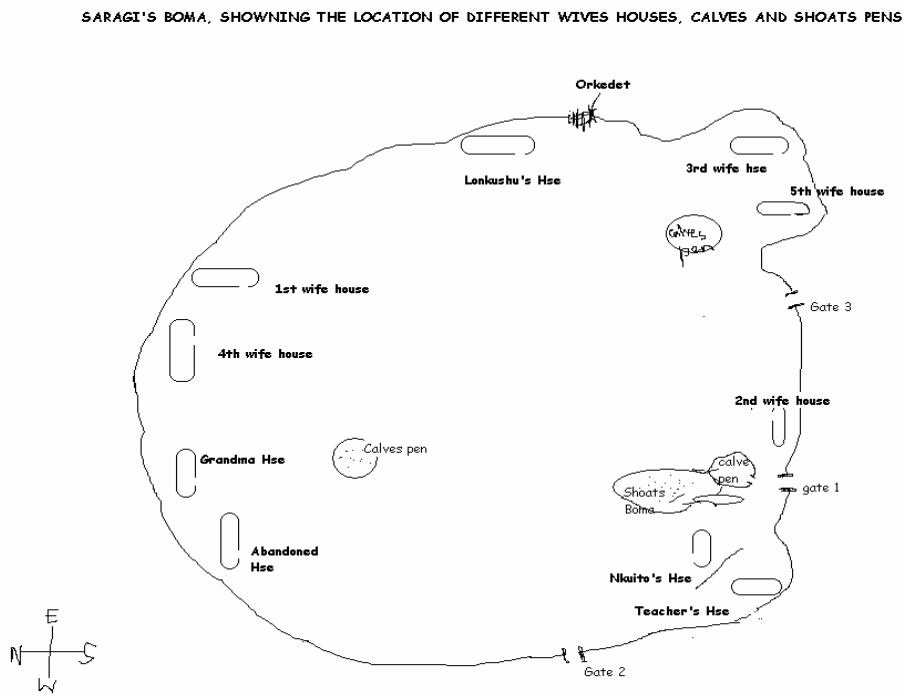 SARAGI'S BOMA, SHOWNING THE LOCATION OF DIFFERENT WIVES HOUSES, CALVES AND SHOATS PENS
Orkedet
3rd wife hse
Lonkushu's Hse
5th wife house
Calves
pen
1st wife house
Gate 3
4th wife house
2nd wife house
Calves pen
Grandma Hse
calve
pen
gate 1
Shoats
Boma
Abandoned
Hse
Nkuito's Hse
Teacher's Hse
E
N S
W
Gate 2